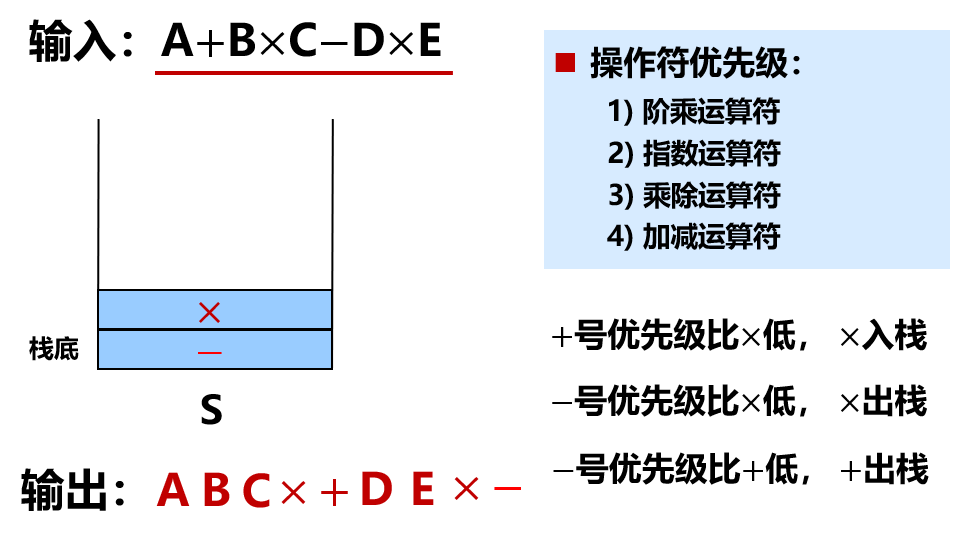 输入：A+B×C−D×E
■ 操作符优先级：
1) 阶乘运算符
2) 指数运算符
3) 乘除运算符
4) 加减运算符
×
栈底
−
S
+号优先级比×低， ×入栈
−号优先级比×低， ×出栈
−号优先级比+低， +出栈
输出：A B C × + D E × −